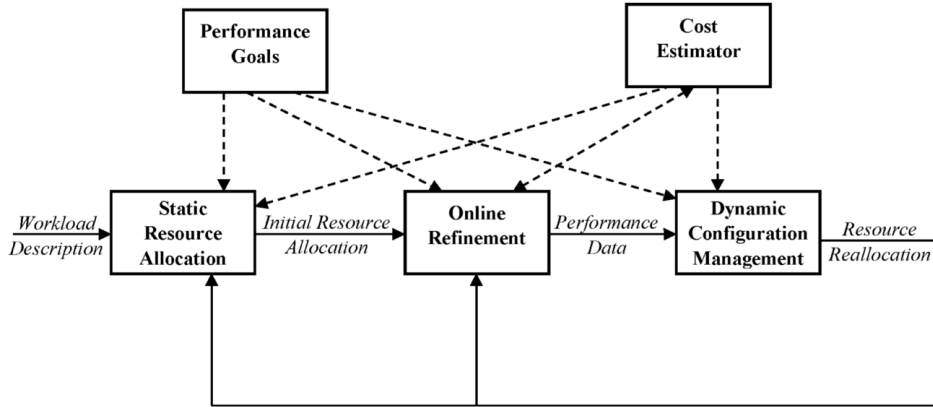 Performance
Goals
Cost
Estimator
Workload
Description
Static
Resource
Allocation
Initial Resource
Allocation
Online
Refinement
Performance
Data
Dynamic
Configuration
Management
Resource
Reallocation